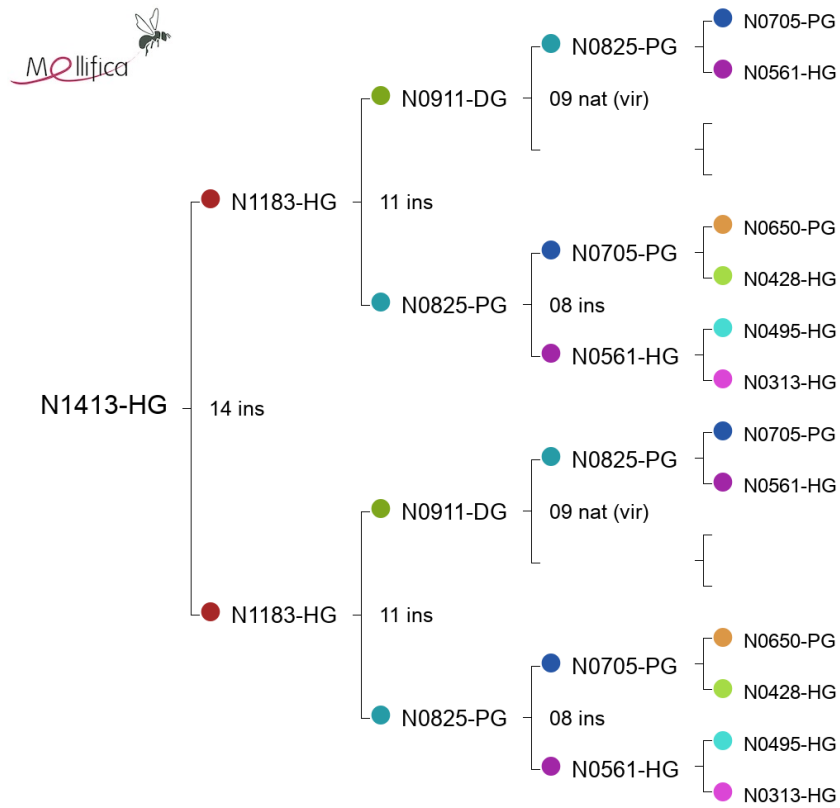 Mellifica
N0705-PG
N0825-PG
N0561-HG
N0911-DG
09 nat (vir)
N1183-HG
11 ins
N0650-PG
N0705-PG
N0428-HG
N0825-PG
08 ins
N0495-HG
N0561-HG
N0313-HG
N1413-HG
14 ins
N0705-PG
N0825-PG
N0561-HG
N0911-DG
09 nat (vir)
N1183-HG
11 ins
N0650-PG
N0705-PG
N0428-HG
N0825-PG
08 ins
N0495-HG
N0561-HG
N0313-HG